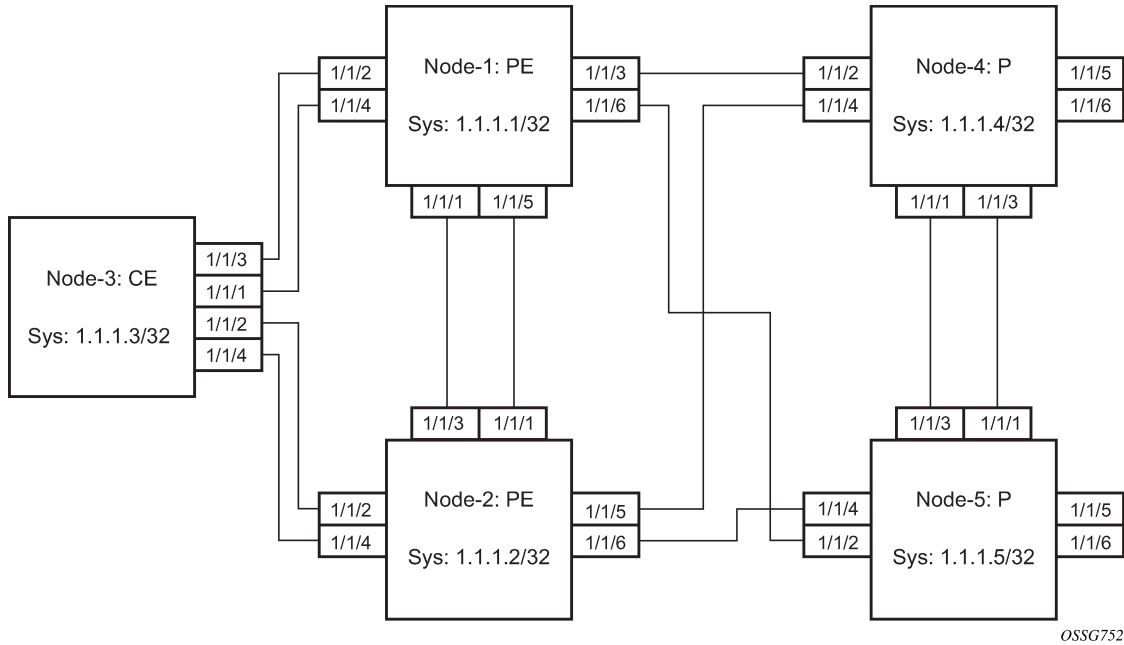 Node-1: PE
Sys: 1.1.1.1/32
1/1/2
1/1/4
1/1/3
1/1/6
1/1/1
1/1/5
Node-4: P
Sys: 1.1.1.4/32
1/1/2
1/1/4
1/1/5
1/1/6
1/1/1
1/1/3
Node-3: CE
Sys: 1.1.1.3/32
1/1/3
1/1/1
1/1/2
1/1/4
1/1/3
1/1/1
Node-2: PE
Sys: 1.1.1.2/32
1/1/2
1/1/4
1/1/5
1/1/6
1/1/3
1/1/1
Node-5: P
Sys: 1.1.1.5/32
1/1/4
1/1/2
1/1/5
1/1/6
OSSG752